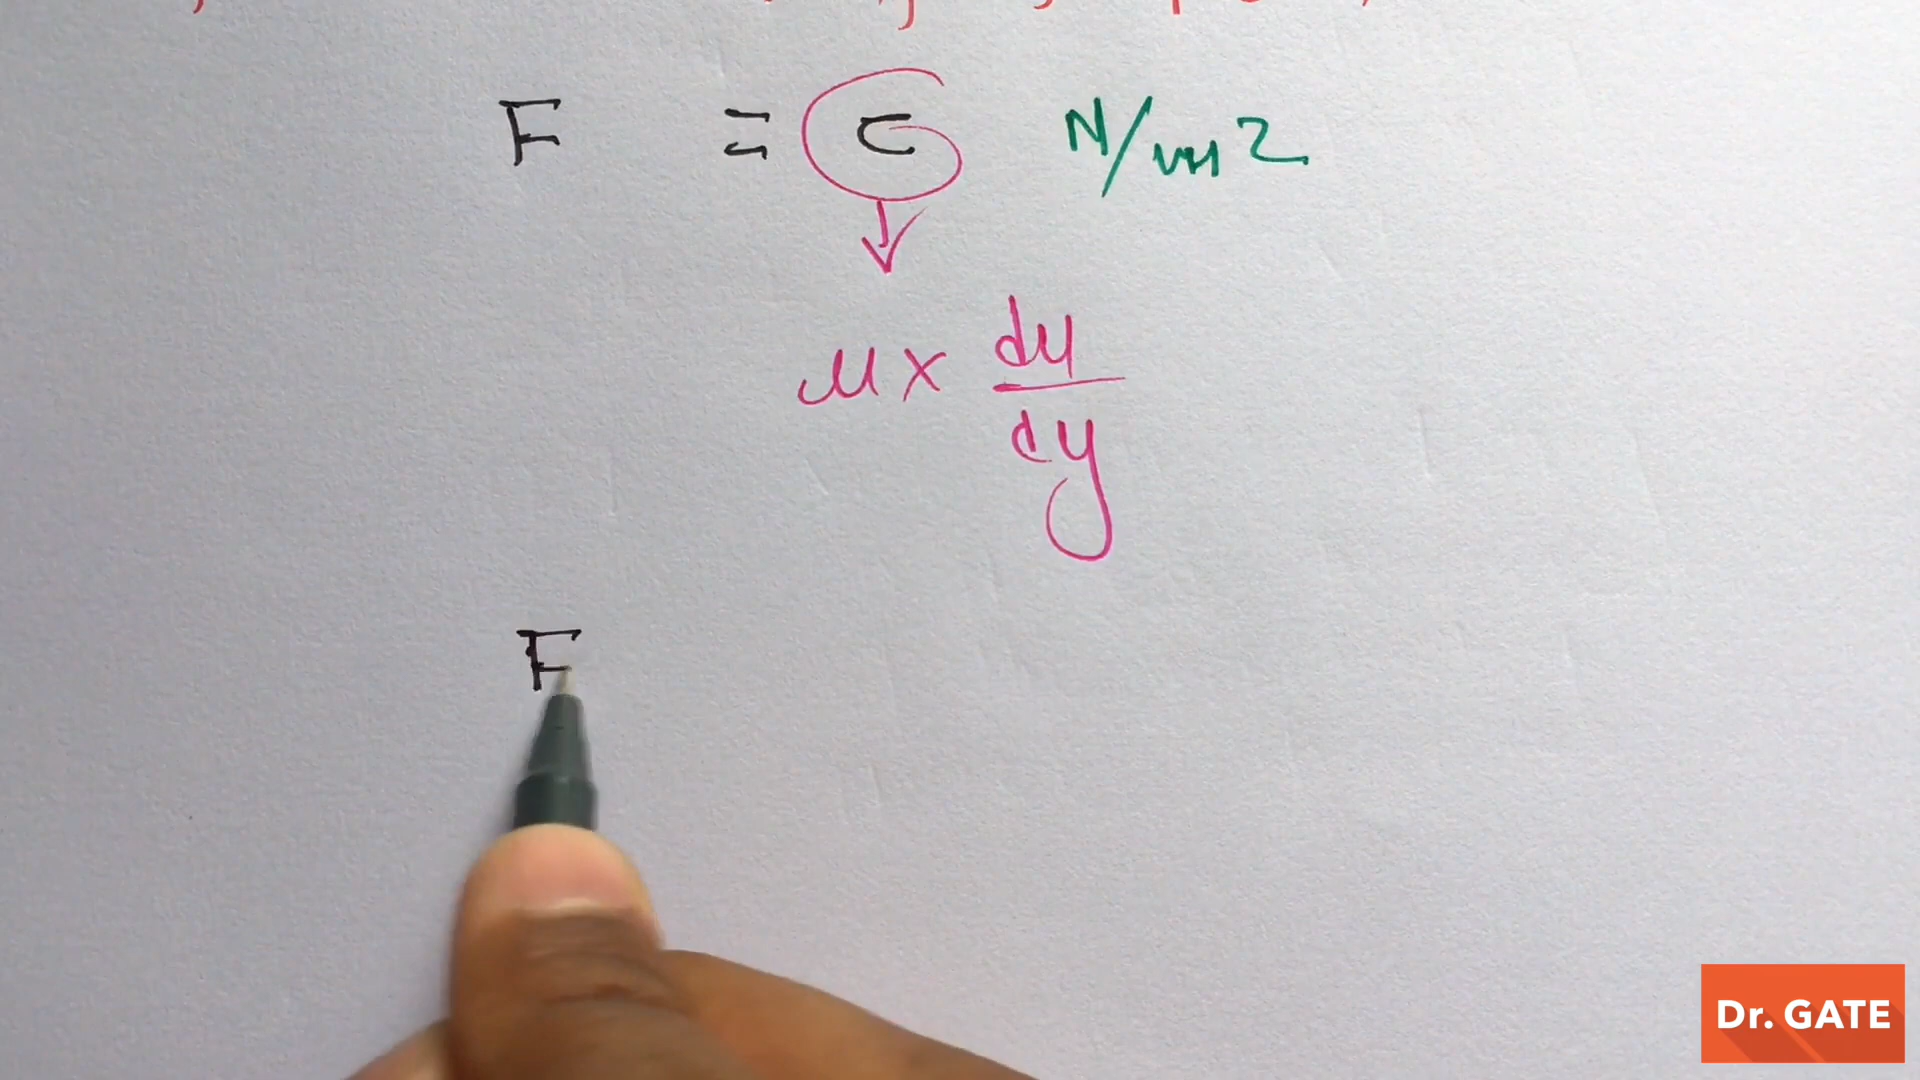 F = τ N/m2
μ x du
dy
F
Dr. GATE